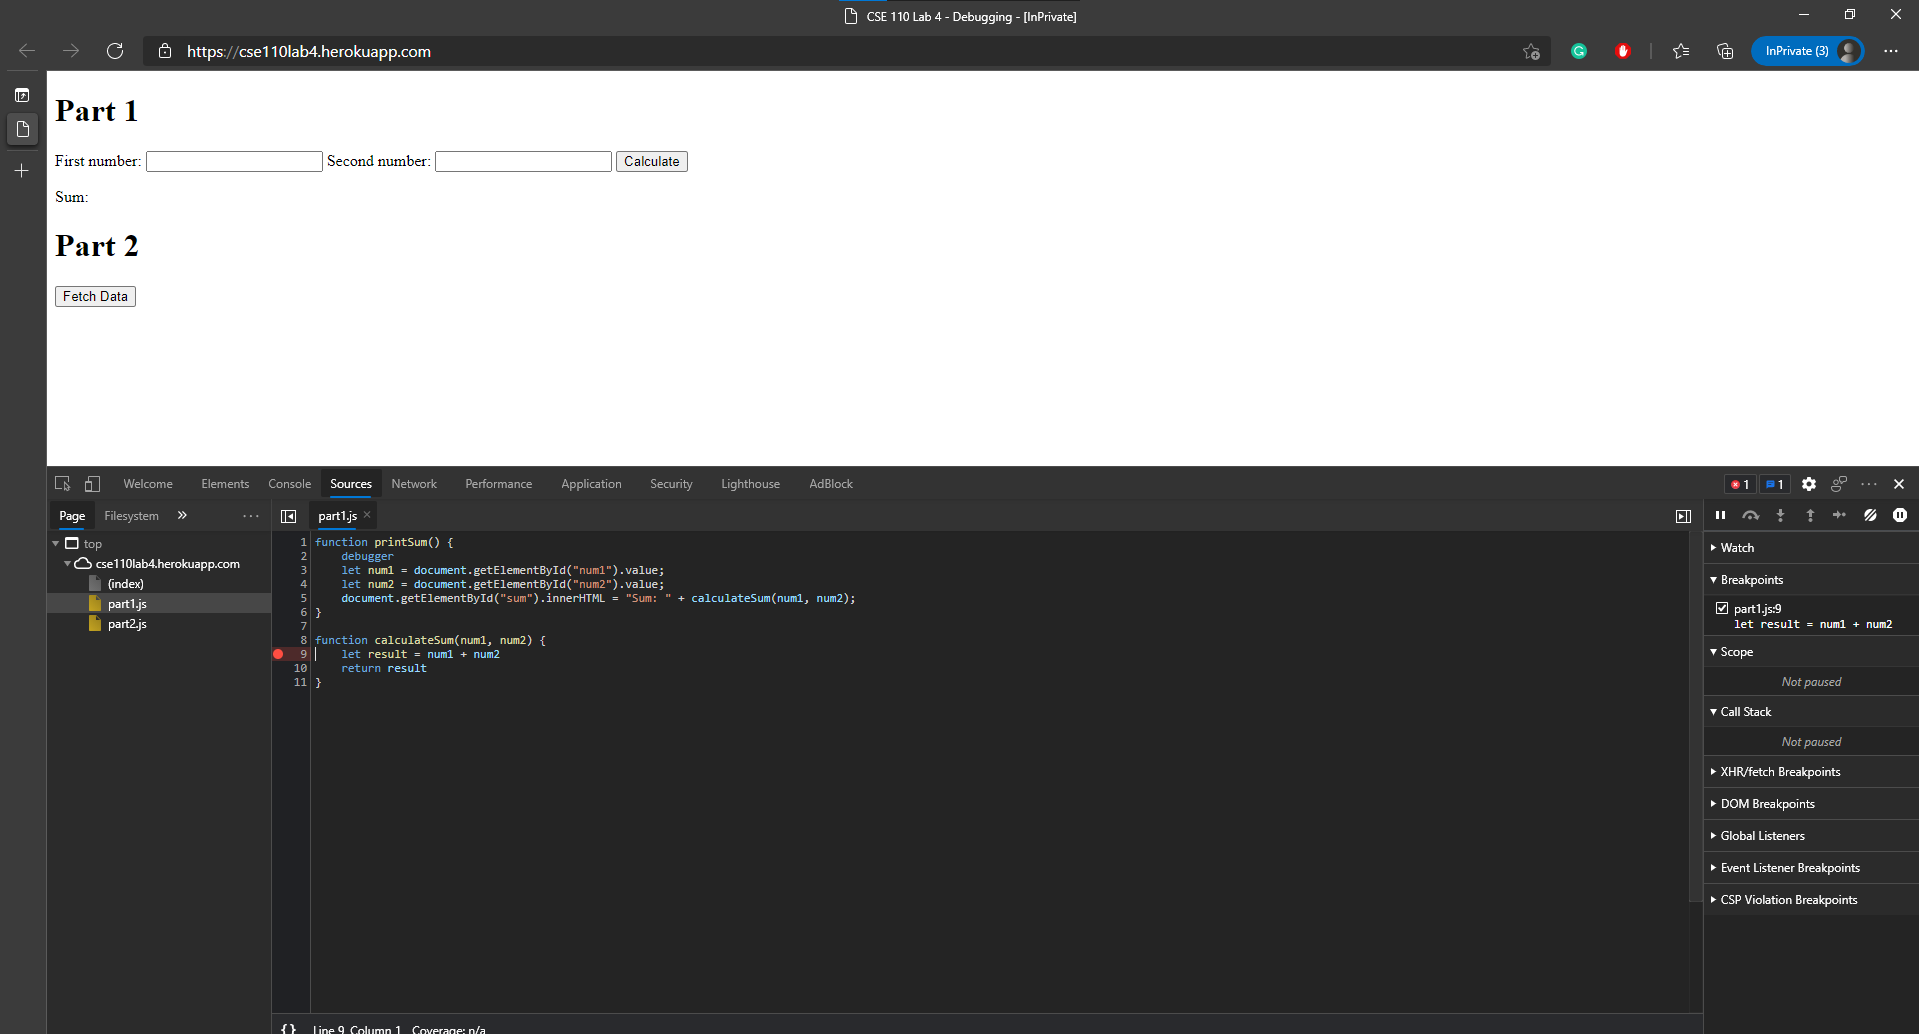 CSE 110 Lab 4 - Debugging - [InPrivate]
https://cse110lab4.herokuapp.com
InPrivate (3)
Part 1
First number: Second number: Calculate
Sum:
Part 2
Fetch Data
Welcome Elements Console Sources Network Performance Application Security Lighthouse AdBlock
1 1
Page Filesystem » ···
part1.js ×
top
cse110lab4.herokuapp.com
(index)
part1.js
part2.js
1 function printSum() {
2 debugger
3 let num1 = document.getElementById("num1").value;
4 let num2 = document.getElementById("num2").value;
5 document.getElementById("sum").innerHTML = "Sum: " + calculateSum(num1, num2);
6 }
7
8 function calculateSum(num1, num2) {
9 let result = num1 + num2
10 return result
11 }
Watch
Breakpoints
part1.js:9
let result = num1 + num2
Scope
Not paused
Call Stack
Not paused
XHR/fetch Breakpoints
DOM Breakpoints
Global Listeners
Event Listener Breakpoints
CSP Violation Breakpoints
{} Line 9, Column 1 Coverage: n/a